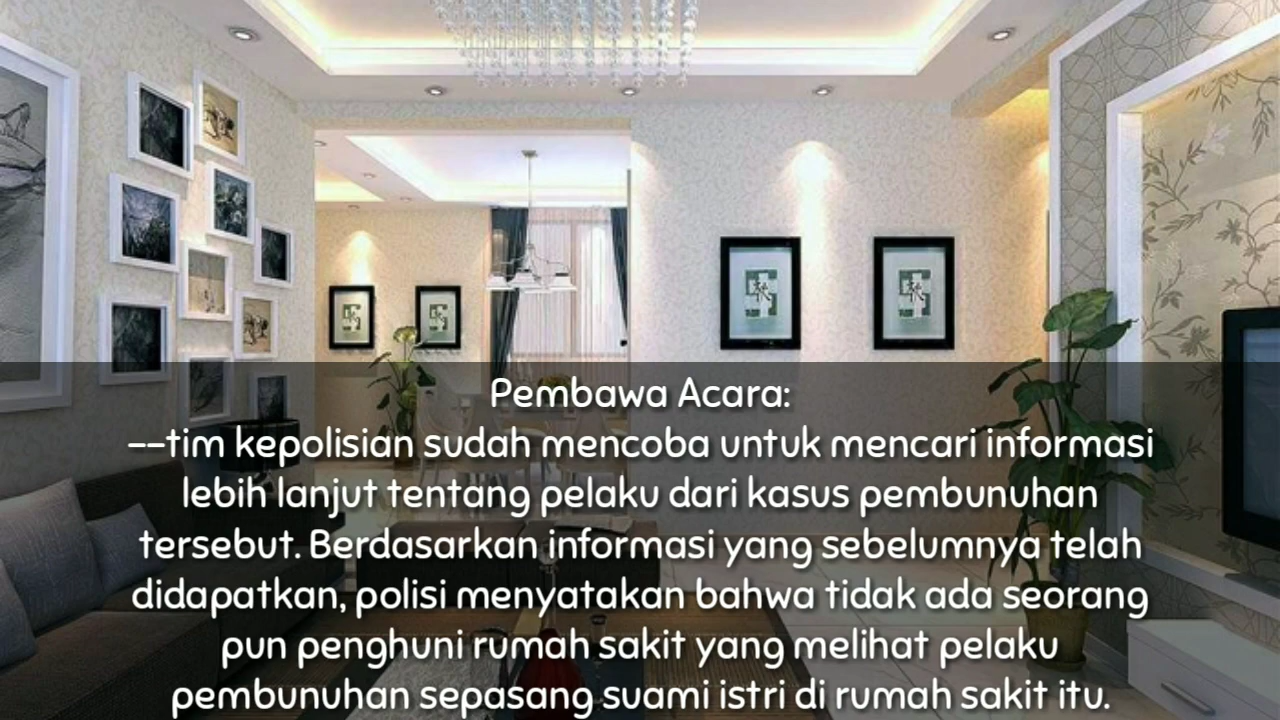 Pembawa Acara:
--tim kepolisian sudah mencoba untuk mencari informasi
lebih lanjut tentang pelaku dari kasus pembunuhan
tersebut. Berdasarkan informasi yang sebelumnya telah
didapatkan, polisi menyatakan bahwa tidak ada seorang
pun penghuni rumah sakit yang melihat pelaku
pembunuhan sepasang suami istri di rumah sakit itu.